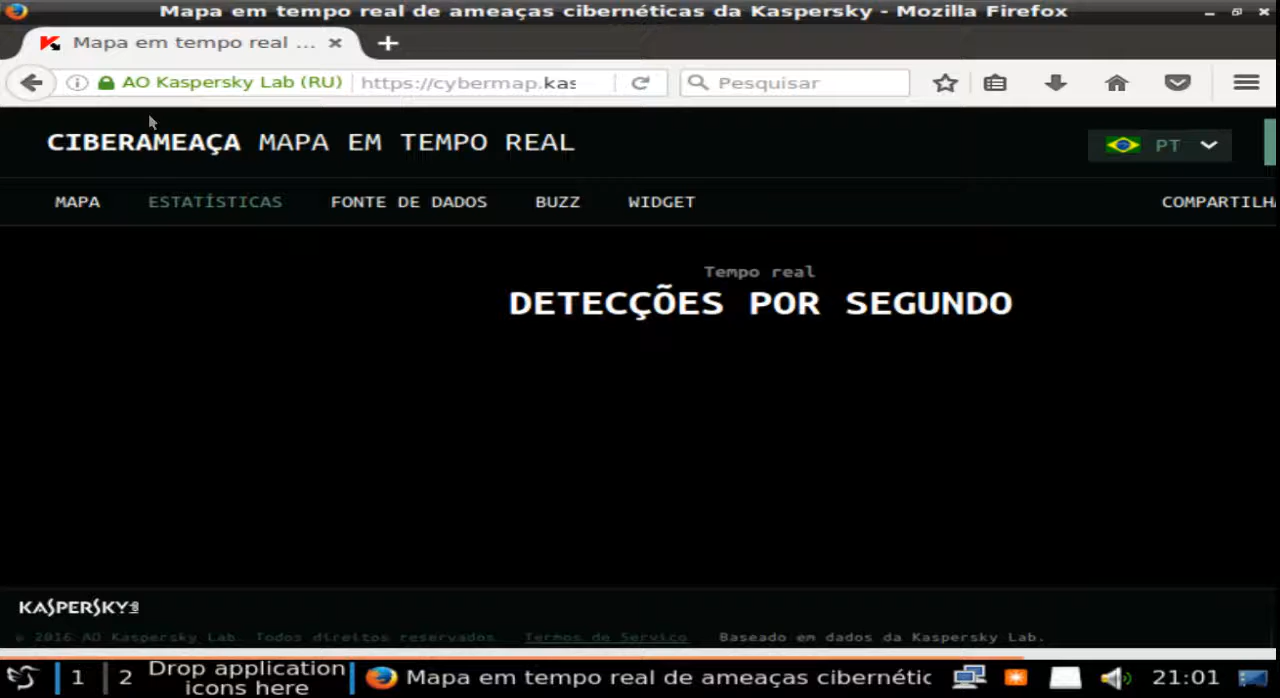 Mapa em tempo real de ameaças cibernéticas da Kaspersky - Mozilla Firefox
Mapa em tempo real ...
AO Kaspersky Lab (RU) https://cybermap.kas
Pesquisar
CIBERAMEAÇA MAPA EM TEMPO REAL
PT
MAPA ESTATÍSTICAS FONTE DE DADOS BUZZ WIDGET COMPARTILHA
Tempo real
DETECÇÕES POR SEGUNDO
KASPERSKY
© 2016 AO Kaspersky Lab. Todos direitos reservados. Termos de Serviço Baseado em dados da Kaspersky Lab.
1 2 Drop application icons here Mapa em tempo real de ameaças cibernétic 21:01